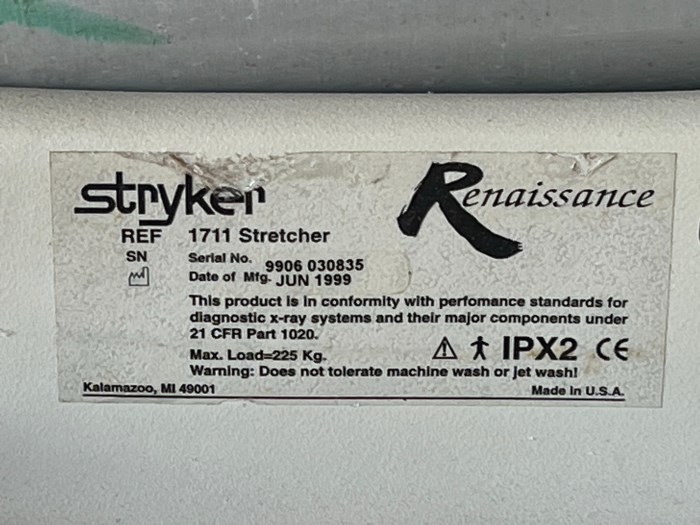 stryker
Renaissance
REF 1711 Stretcher
SN Serial No. 9906 030835
Date of Mfg. JUN 1999
This product is in conformity with perfomance standards for
diagnostic x-ray systems and their major components under
21 CFR Part 1020.
Max. Load=225 Kg.
IPX2 CE
Warning: Does not tolerate machine wash or jet wash!
Kalamazoo, MI 49001
Made in U.S.A.